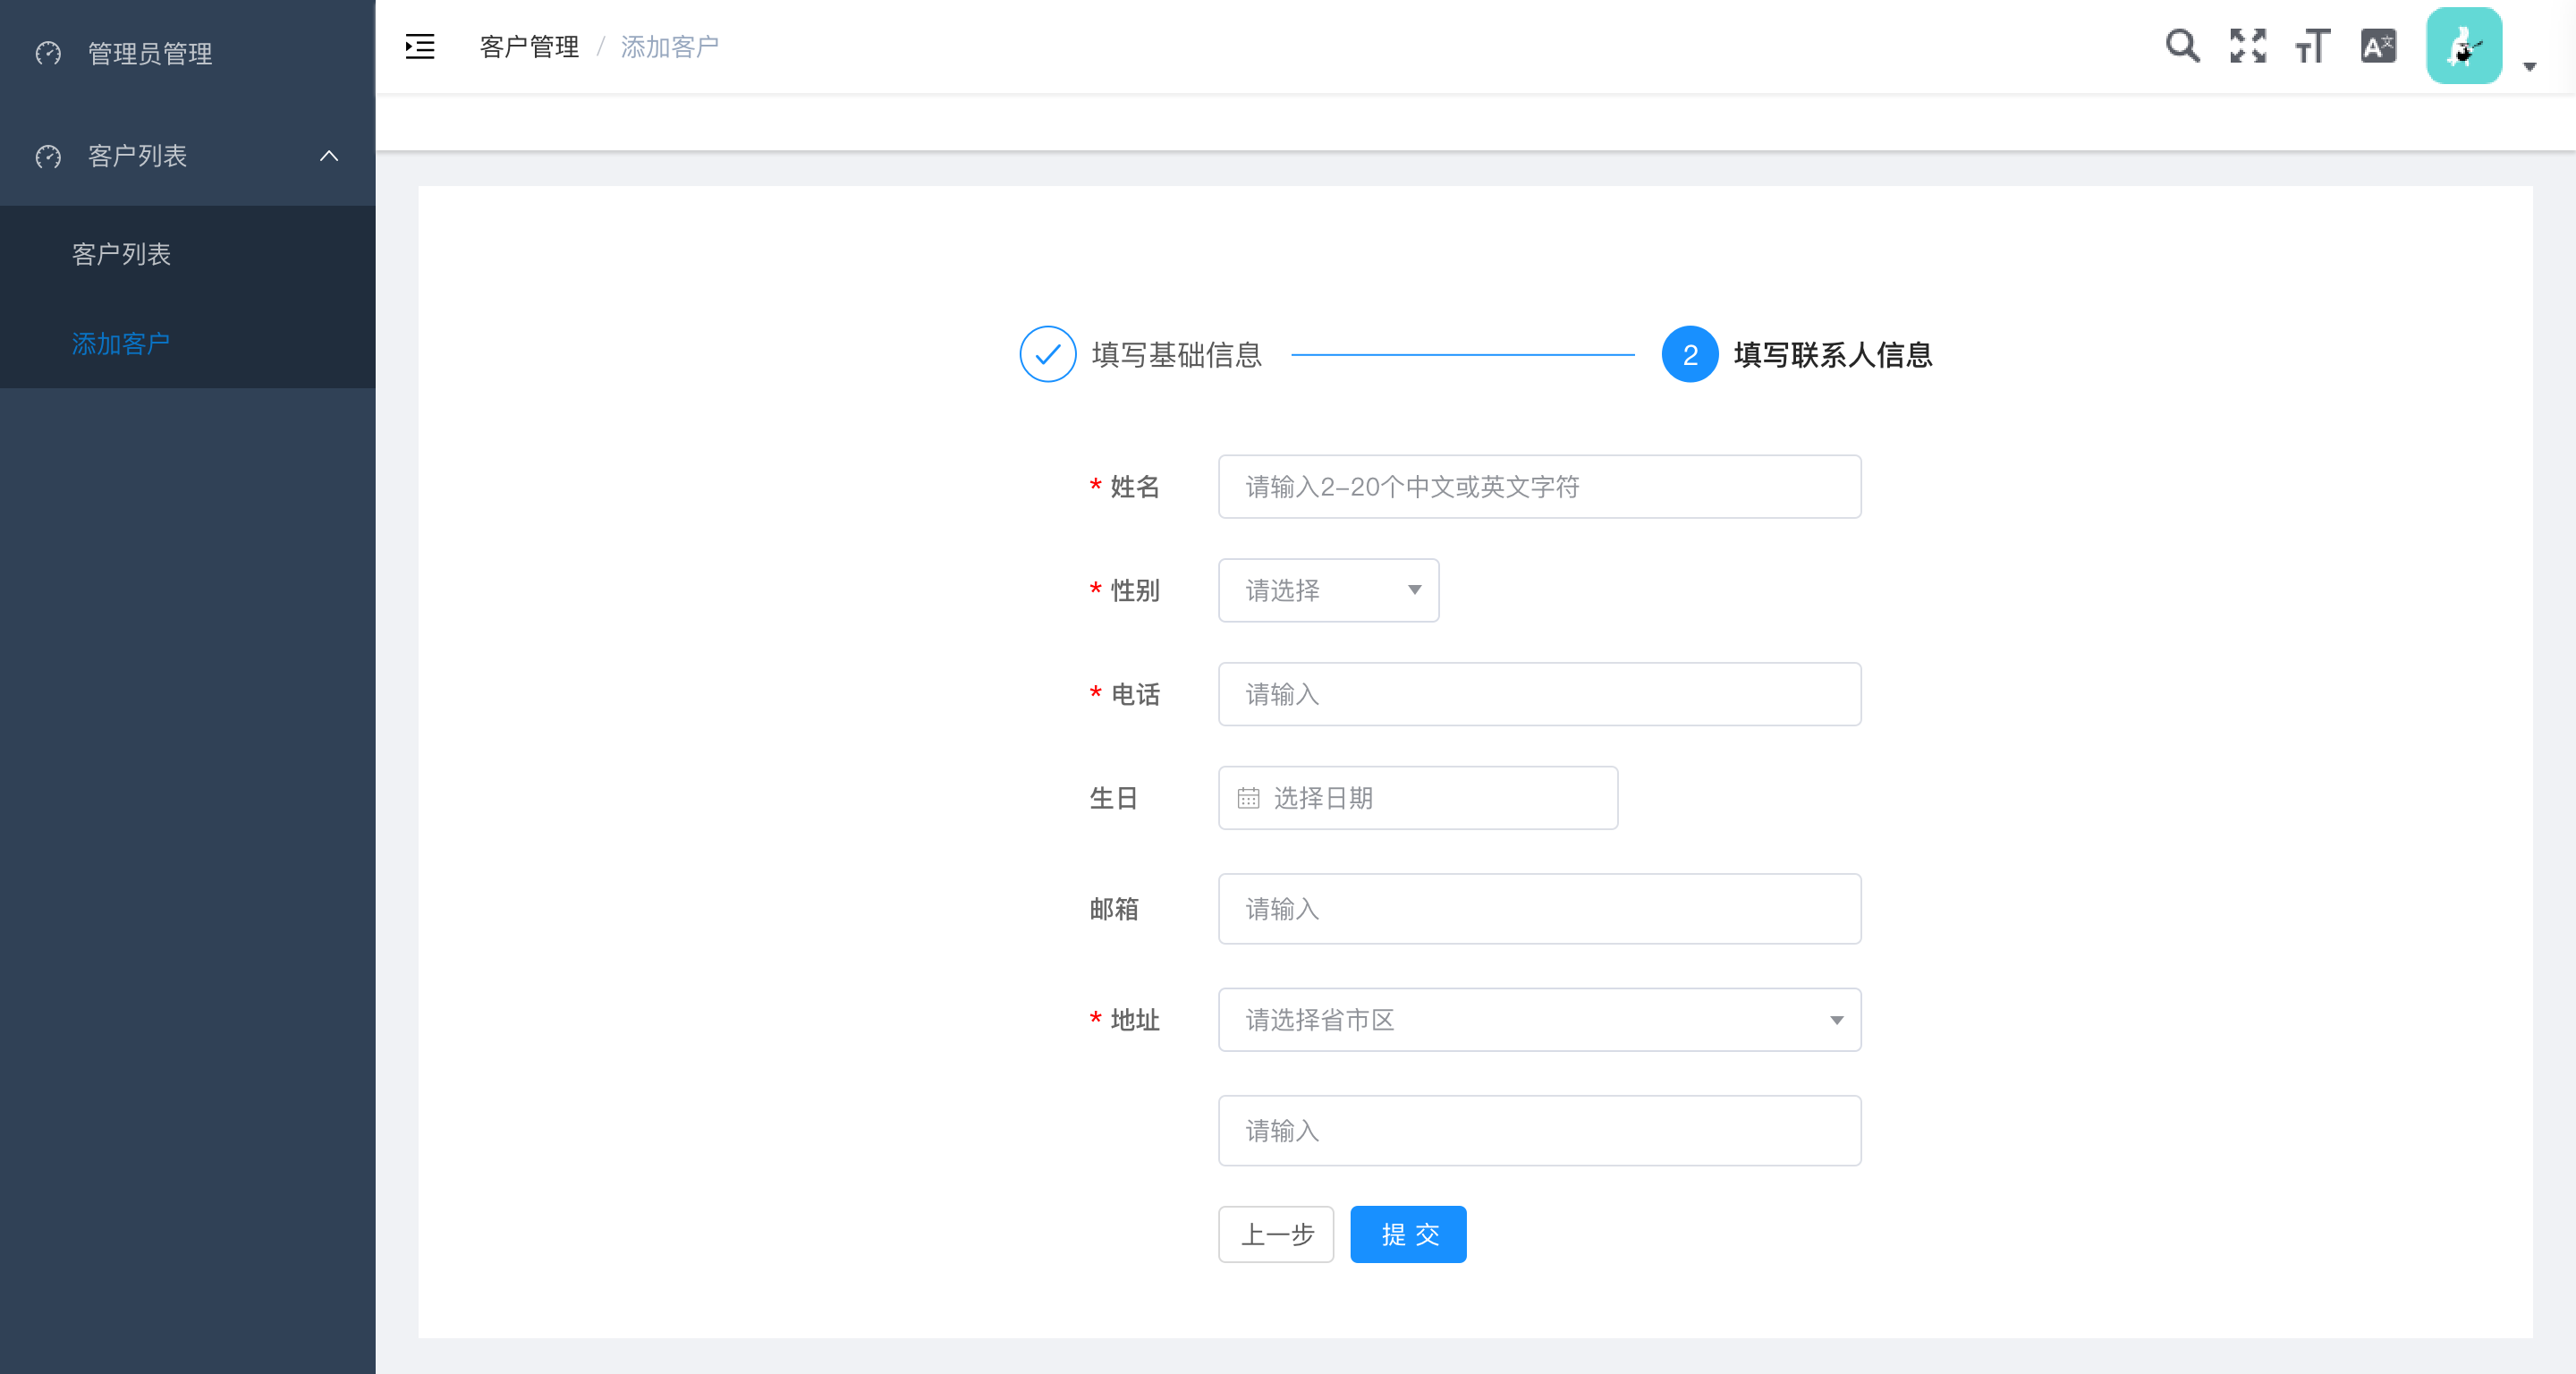 管理员管理
客户列表
客户列表
添加客户
客户管理 / 添加客户
填写基础信息
2 填写联系人信息
* 姓名 请输入2-20个中文或英文字符
* 性别 请选择
* 电话 请输入
生日 选择日期
邮箱 请输入
* 地址 请选择省市区
请输入
上一步 提 交